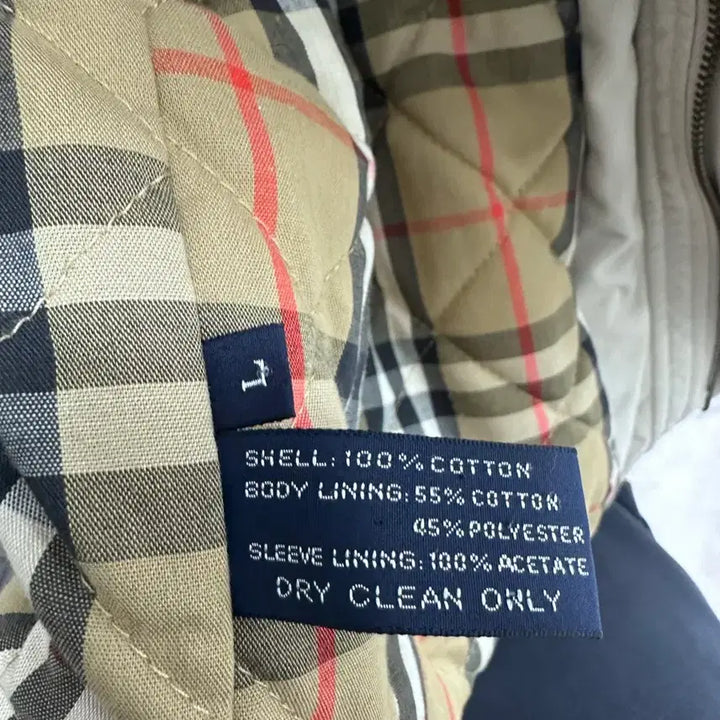 L
SHELL: 100% COTTON
BODY LINING: 55% COTTON
45% POLYESTER
SLEEVE LINING: 100% ACETATE
DRY CLEAN ONLY